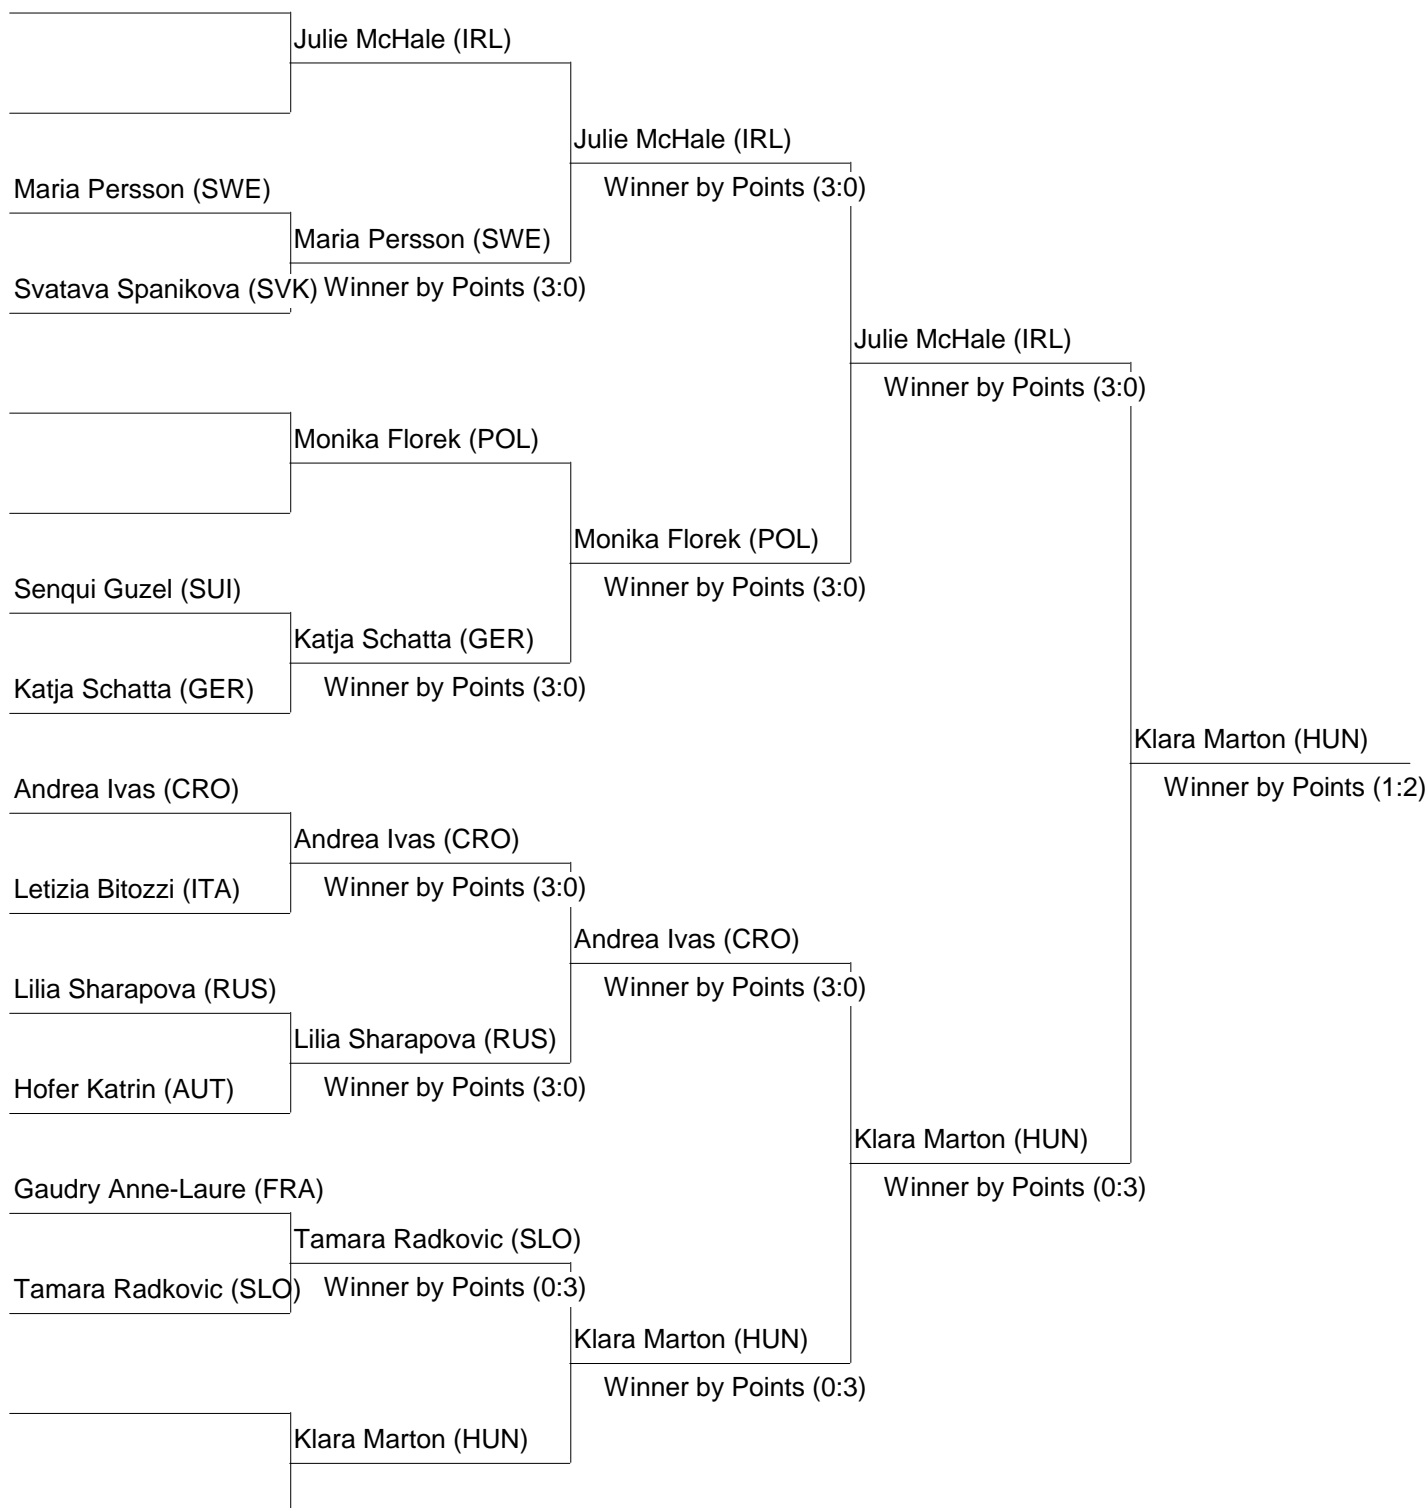 Julie McHale (IRL)
Julie McHale (IRL)
Winner by Points (3:0)
Maria Persson (SWE)
Maria Persson (SWE)
Svatava Spanikova (SVK) Winner by Points (3:0)
Julie McHale (IRL)
Winner by Points (3:0)
Monika Florek (POL)
Monika Florek (POL)
Winner by Points (3:0)
Senqui Guzel (SUI)
Katja Schatta (GER)
Katja Schatta (GER)
Winner by Points (3:0)
Klara Marton (HUN)
Winner by Points (1:2)
Andrea Ivas (CRO)
Andrea Ivas (CRO)
Letizia Bitozzi (ITA)
Winner by Points (3:0)
Andrea Ivas (CRO)
Winner by Points (3:0)
Lilia Sharapova (RUS)
Lilia Sharapova (RUS)
Hofer Katrin (AUT)
Winner by Points (3:0)
Klara Marton (HUN)
Winner by Points (0:3)
Gaudry Anne-Laure (FRA)
Tamara Radkovic (SLO)
Tamara Radkovic (SLO)
Winner by Points (0:3)
Klara Marton (HUN)
Winner by Points (0:3)
Klara Marton (HUN)